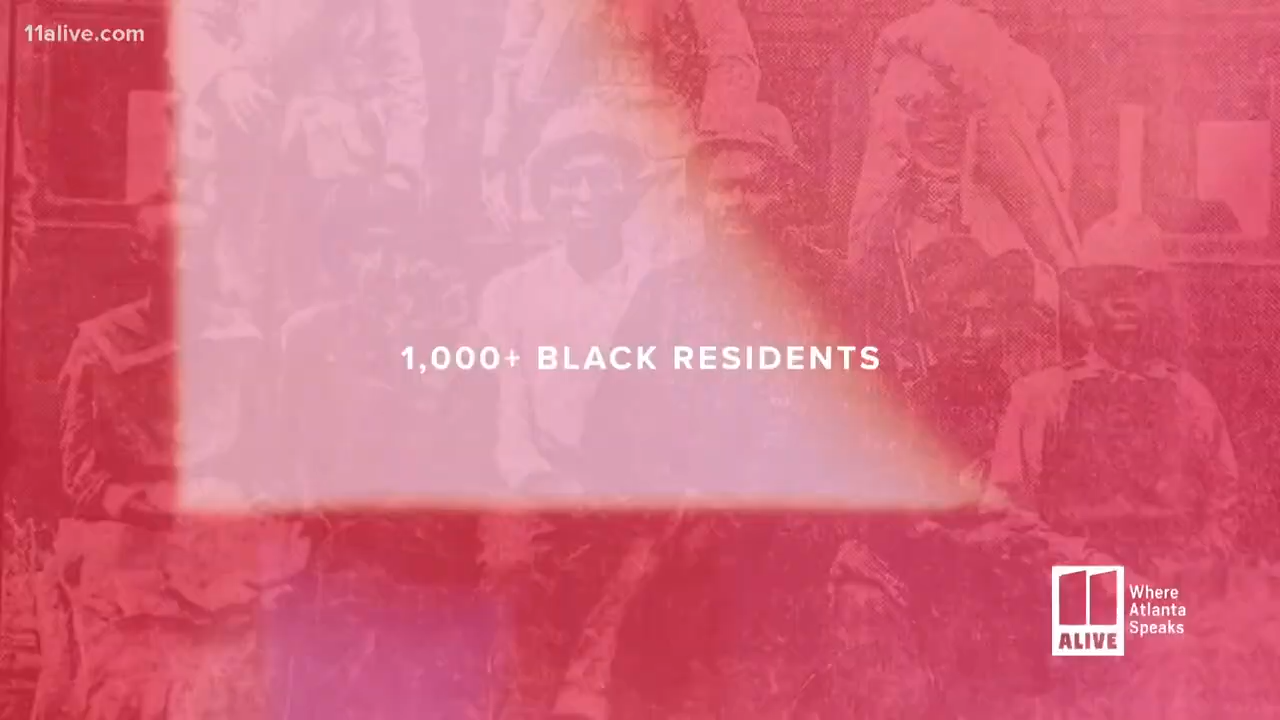 11alive.com
1,000+ BLACK RESIDENTS
11
ALIVE
Where
Atlanta
Speaks